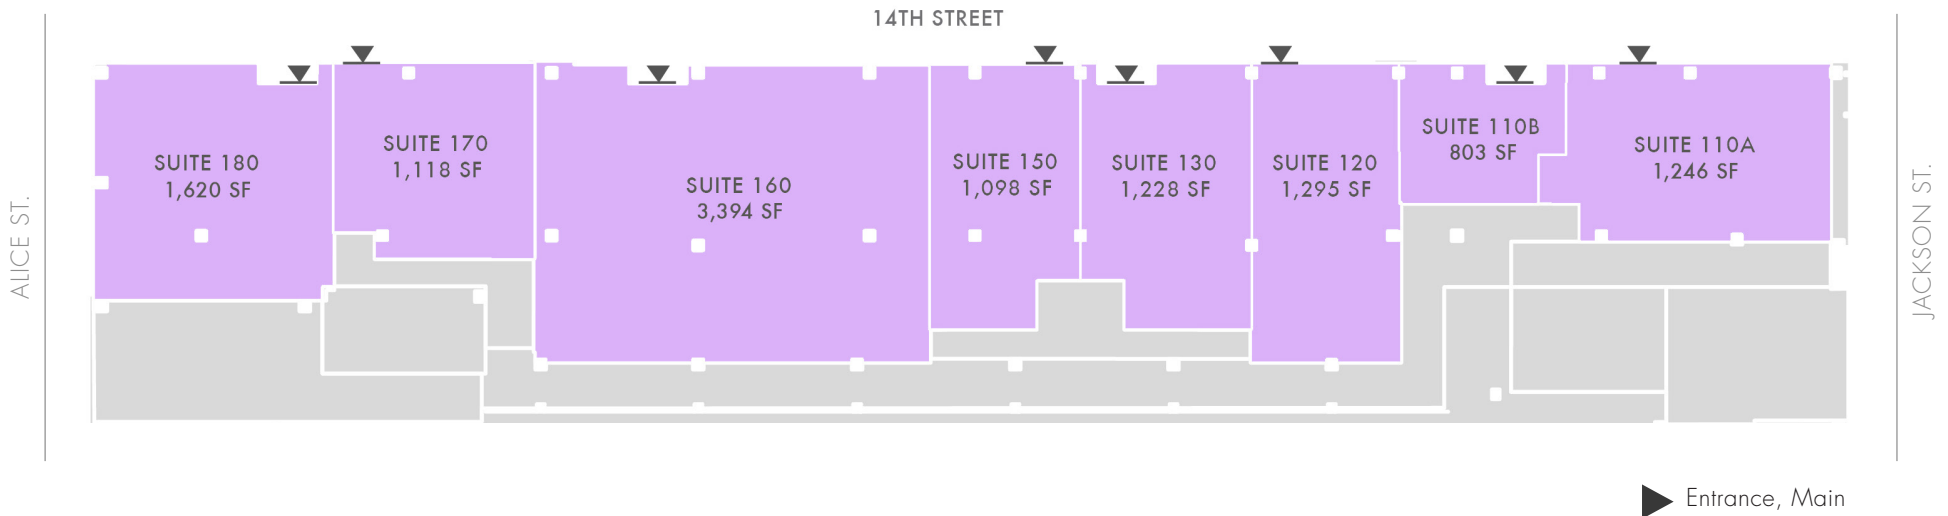 14TH STREET
ALICE ST.
SUITE 180
1,620 SF
SUITE 170
1,118 SF
SUITE 160
3,394 SF
SUITE 150
1,098 SF
SUITE 130
1,228 SF
SUITE 120
1,295 SF
SUITE 110B
803 SF
SUITE 110A
1,246 SF
JACKSON ST.
Entrance, Main